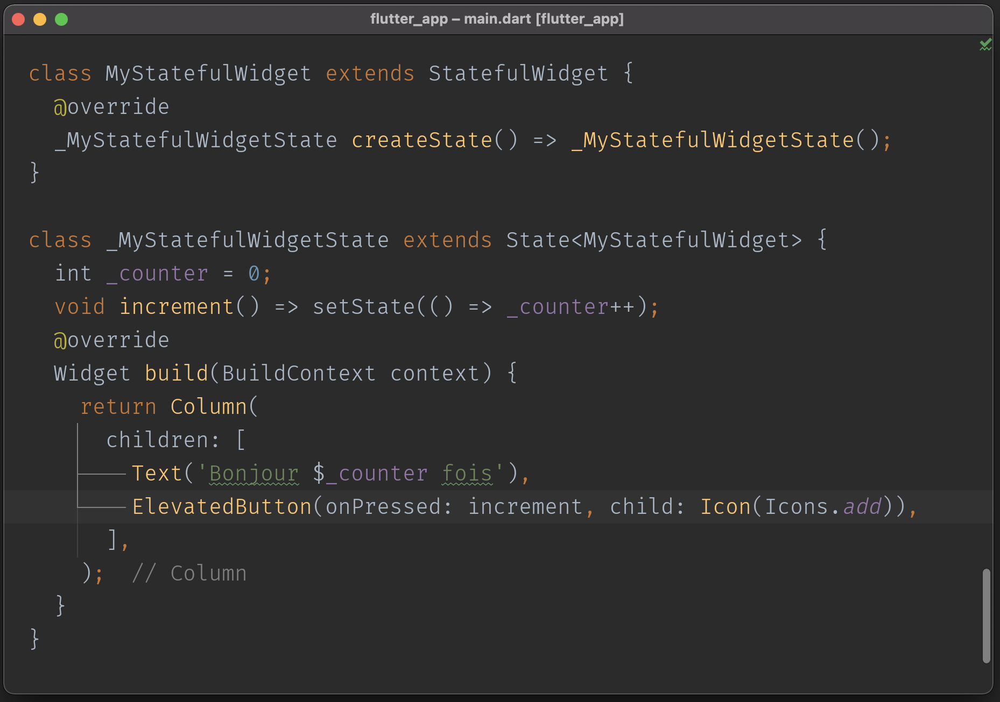 flutter_app – main.dart [flutter_app]
class MyStatefulWidget extends StatefulWidget {
  @override
  _MyStatefulWidgetState createState() => _MyStatefulWidgetState();
}
class _MyStatefulWidgetState extends State<MyStatefulWidget> {
  int _counter = 0;
  void increment() => setState(() => _counter++);
  @override
  Widget build(BuildContext context) {
    return Column(
      children: [
        Text('Bonjour $_counter fois'),
        ElevatedButton(onPressed: increment, child: Icon(Icons.add)),
      ],
    );  // Column
  }
}